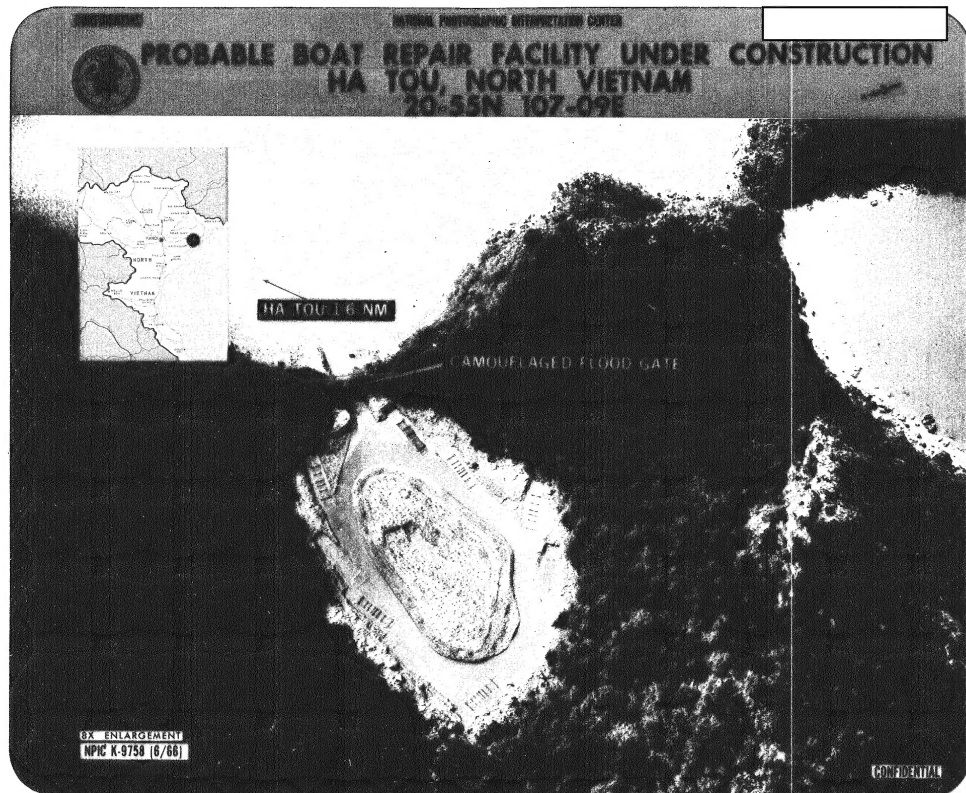 NATIONAL PHOTOGRAPHIC INTERPRETATION CENTER
PROBABLE BOAT REPAIR FACILITY UNDER CONSTRUCTION
HA TOU, NORTH VIETNAM
20-55N 107-09E
NORTH
VIETNAM
HA TOU 1.6 NM
CAMOUFLAGED FLOOD GATE
8X ENLARGEMENT
NPIC K-9758 (6/66)
CONFIDENTIAL